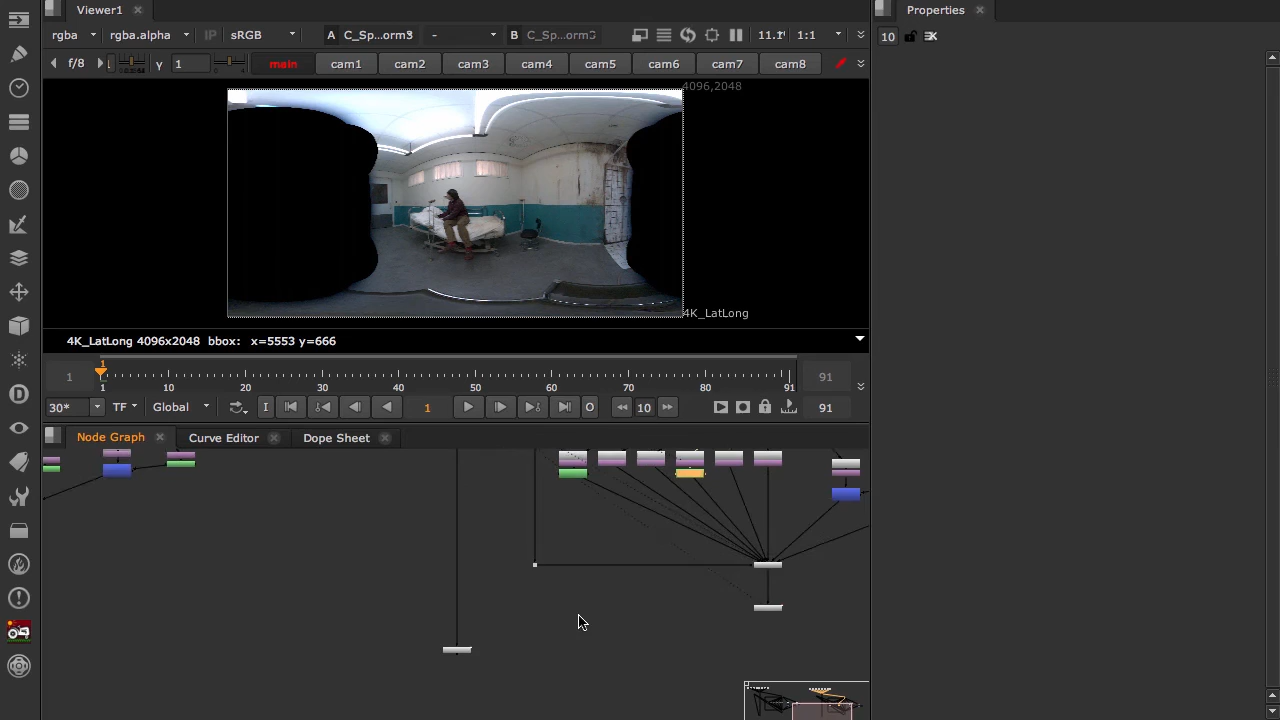 Viewer1
Properties
rgba
rgba.alpha
IP
sRGB
A C_Sp...orm3
-
B C_Sp...orm3
1:1
10
f/8
γ 1
main
cam1
cam2
cam3
cam4
cam5
cam6
cam7
cam8
4096,2048
4K_LatLong
4K_LatLong 4096x2048 bbox: x=5553 y=666
1
1
1 10 20 30 40 50 60 70 80 91
91
30*
TF
Global
I
1
O
10
91
Node Graph
Curve Editor
Dope Sheet
D